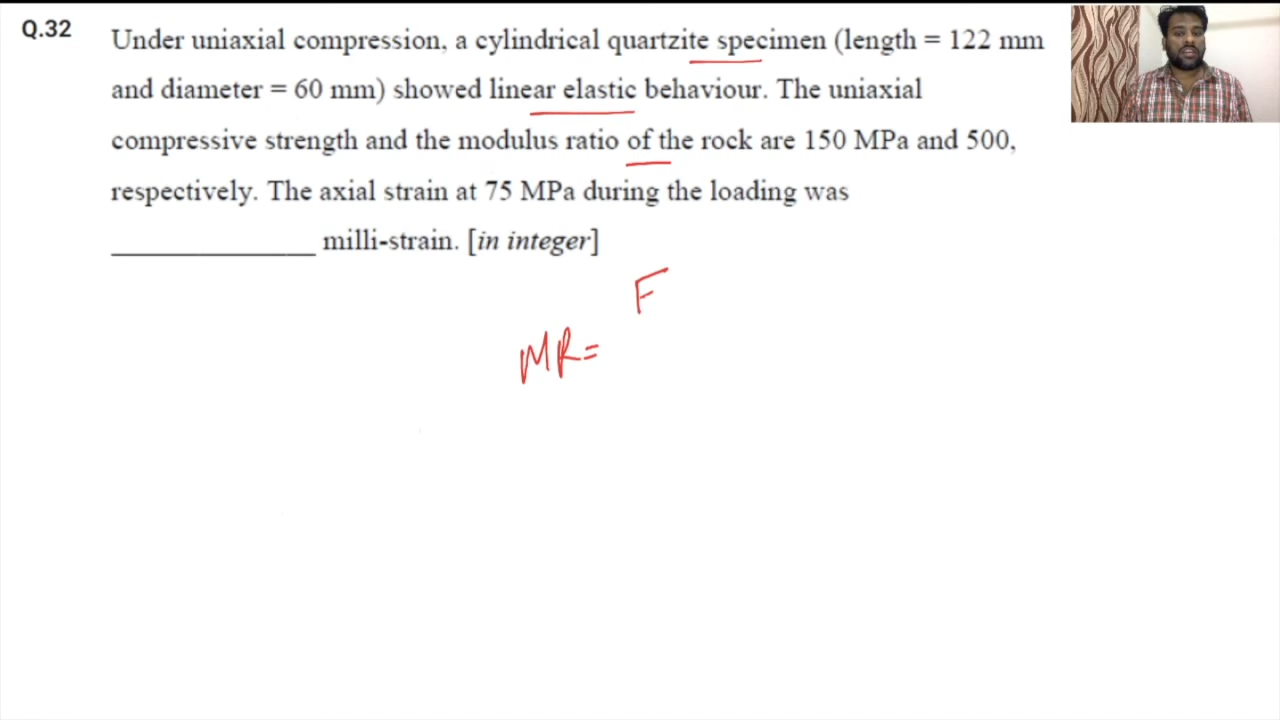 Q.32
Under uniaxial compression, a cylindrical quartzite specimen (length = 122 mm
and diameter = 60 mm) showed linear elastic behaviour. The uniaxial
compressive strength and the modulus ratio of the rock are 150 MPa and 500,
respectively. The axial strain at 75 MPa during the loading was
______________ milli-strain. [in integer]
F
MR=